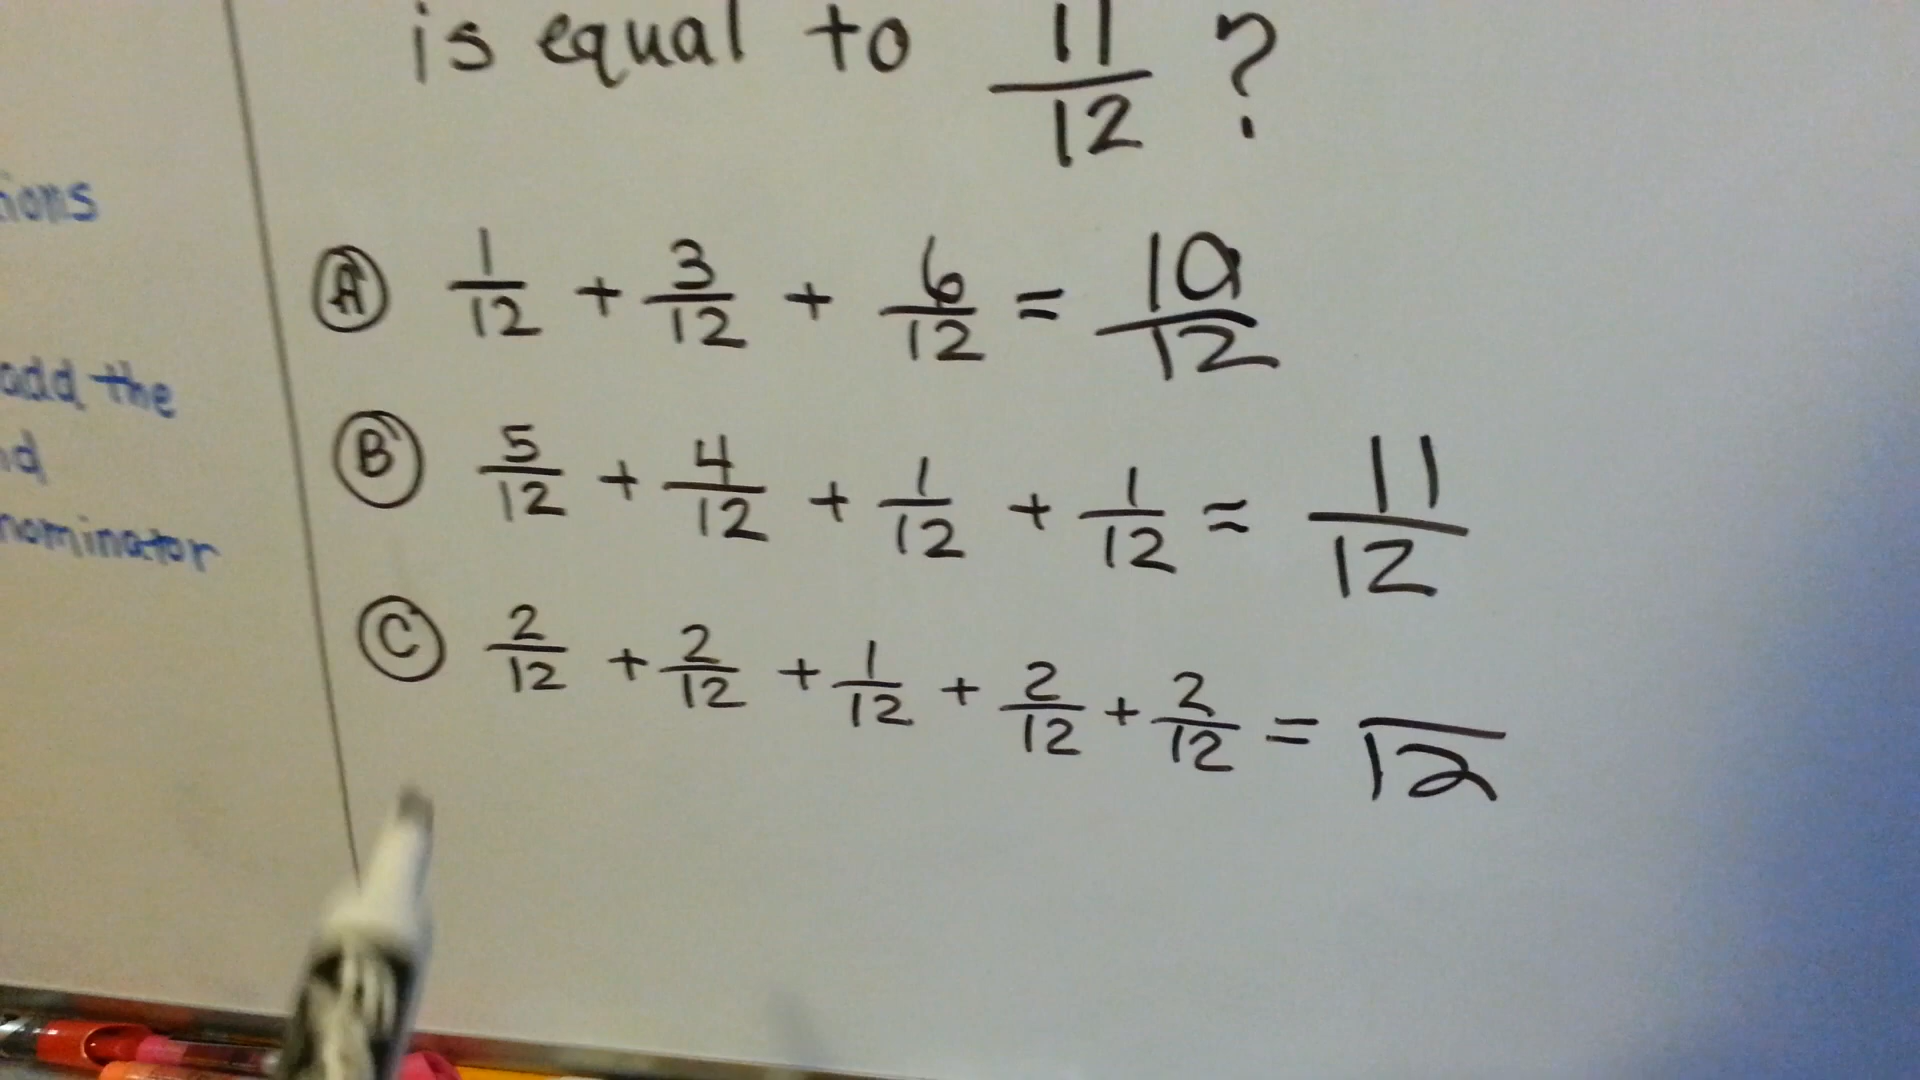 is equal to 11/12 ?
Ⓐ 1/12 + 3/12 + 6/12 = 10/12
Ⓑ 5/12 + 4/12 + 1/12 + 1/12 = 11/12
Ⓒ 2/12 + 2/12 + 1/12 + 2/12 + 2/12 = /12
ions
add the
nominator